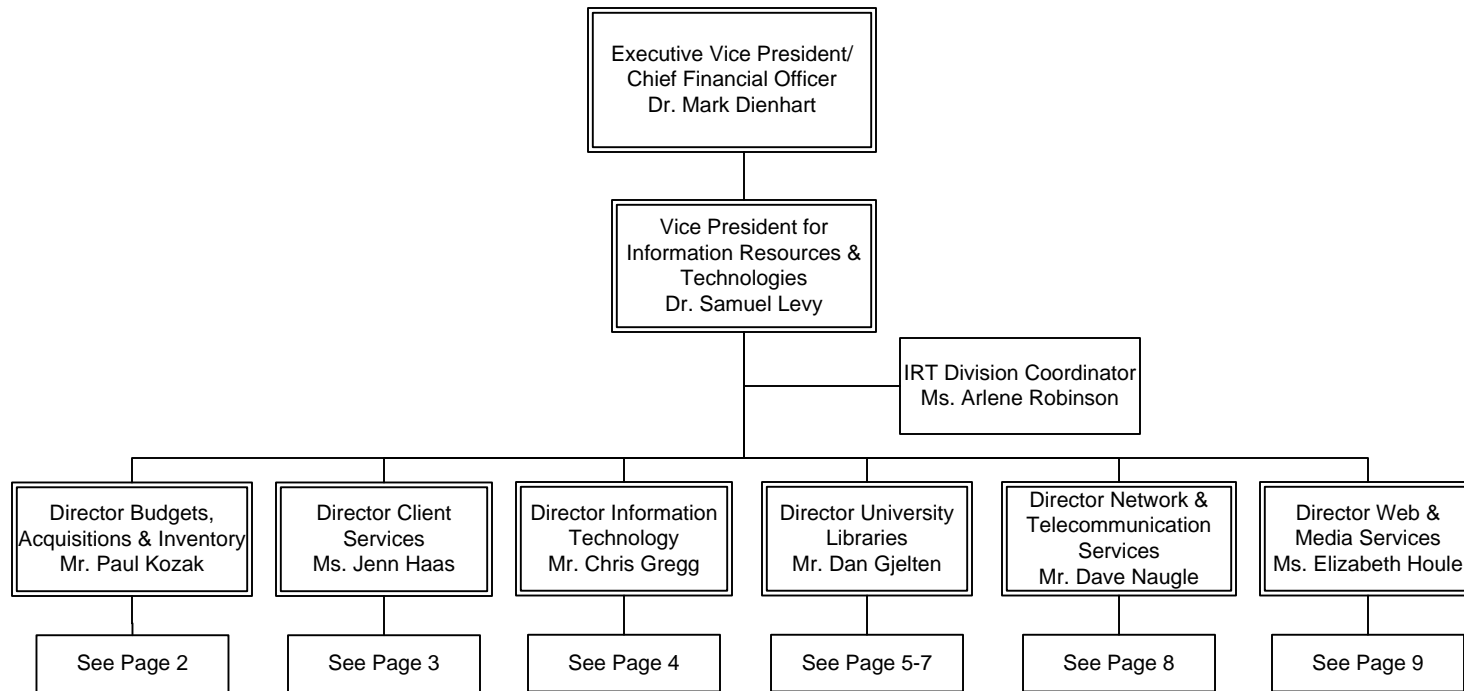 Executive Vice President/
Chief Financial Officer
Dr. Mark Dienhart
Vice President for
Information Resources &
Technologies
Dr. Samuel Levy
IRT Division Coordinator
Ms. Arlene Robinson
Director Budgets,
Acquisitions & Inventory
Mr. Paul Kozak
Director Client
Services
Ms. Jenn Haas
Director Information
Technology
Mr. Chris Gregg
Director University
Libraries
Mr. Dan Gjelten
Director Network &
Telecommunication
Services
Mr. Dave Naugle
Director Web &
Media Services
Ms. Elizabeth Houle
See Page 2
See Page 3
See Page 4
See Page 5-7
See Page 8
See Page 9